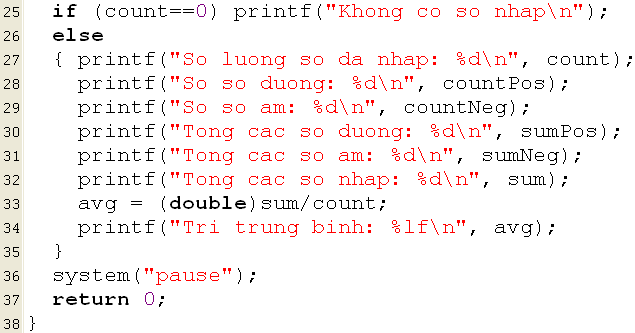 25 if (count==0) printf("Khong co so nhap\n");
26 else
27 { printf("So luong so da nhap: %d\n", count);
28 printf("So so duong: %d\n", countPos);
29 printf("So so am: %d\n", countNeg);
30 printf("Tong cac so duong: %d\n", sumPos);
31 printf("Tong cac so am: %d\n", sumNeg);
32 printf("Tong cac so nhap: %d\n", sum);
33 avg = (double)sum/count;
34 printf("Tri trung binh: %lf\n", avg);
35 }
36 system("pause");
37 return 0;
38 }